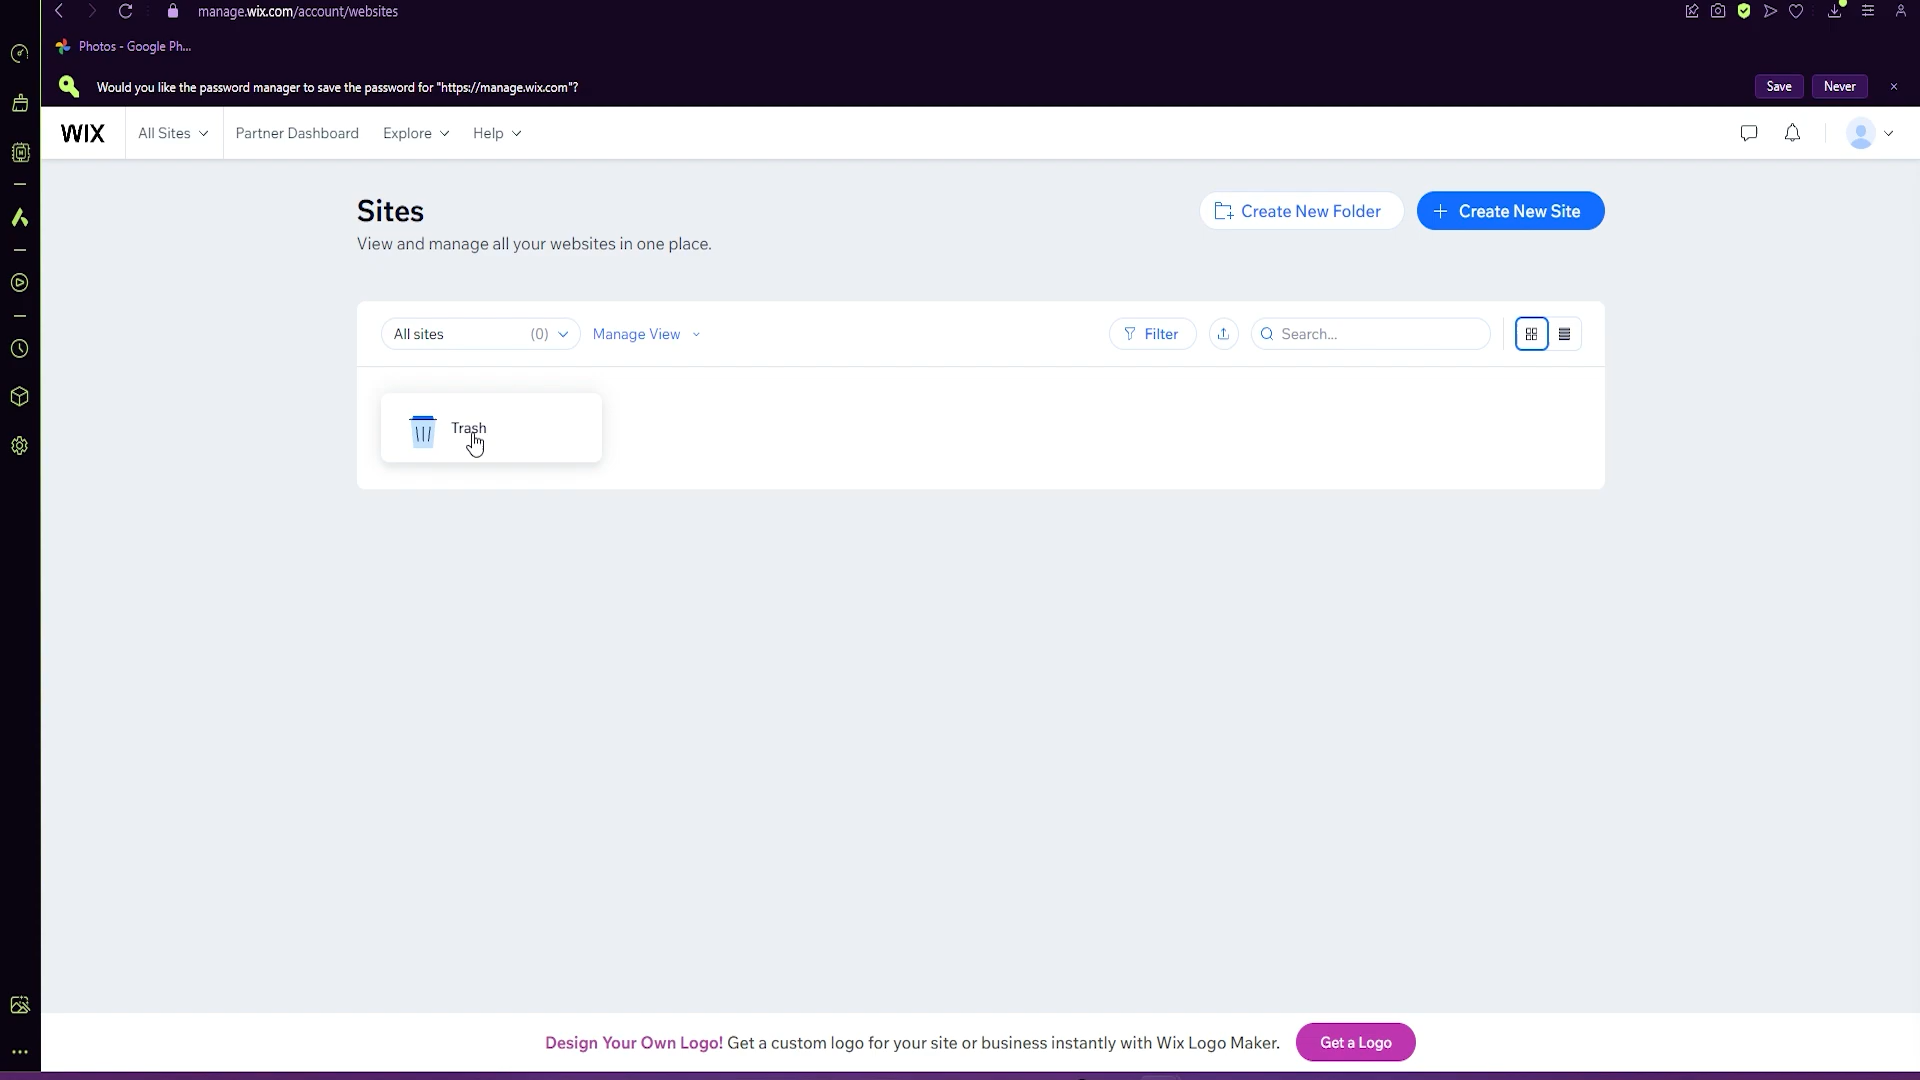 manage.wix.com/account/websites
Photos - Google Ph...
Would you like the password manager to save the password for "https://manage.wix.com"?
Save
Never
WIX
All Sites
Partner Dashboard
Explore
Help
Sites
Create New Folder
Create New Site
View and manage all your websites in one place.
All sites (0)
Manage View
Filter
Search...
Trash
Design Your Own Logo! Get a custom logo for your site or business instantly with Wix Logo Maker.
Get a Logo